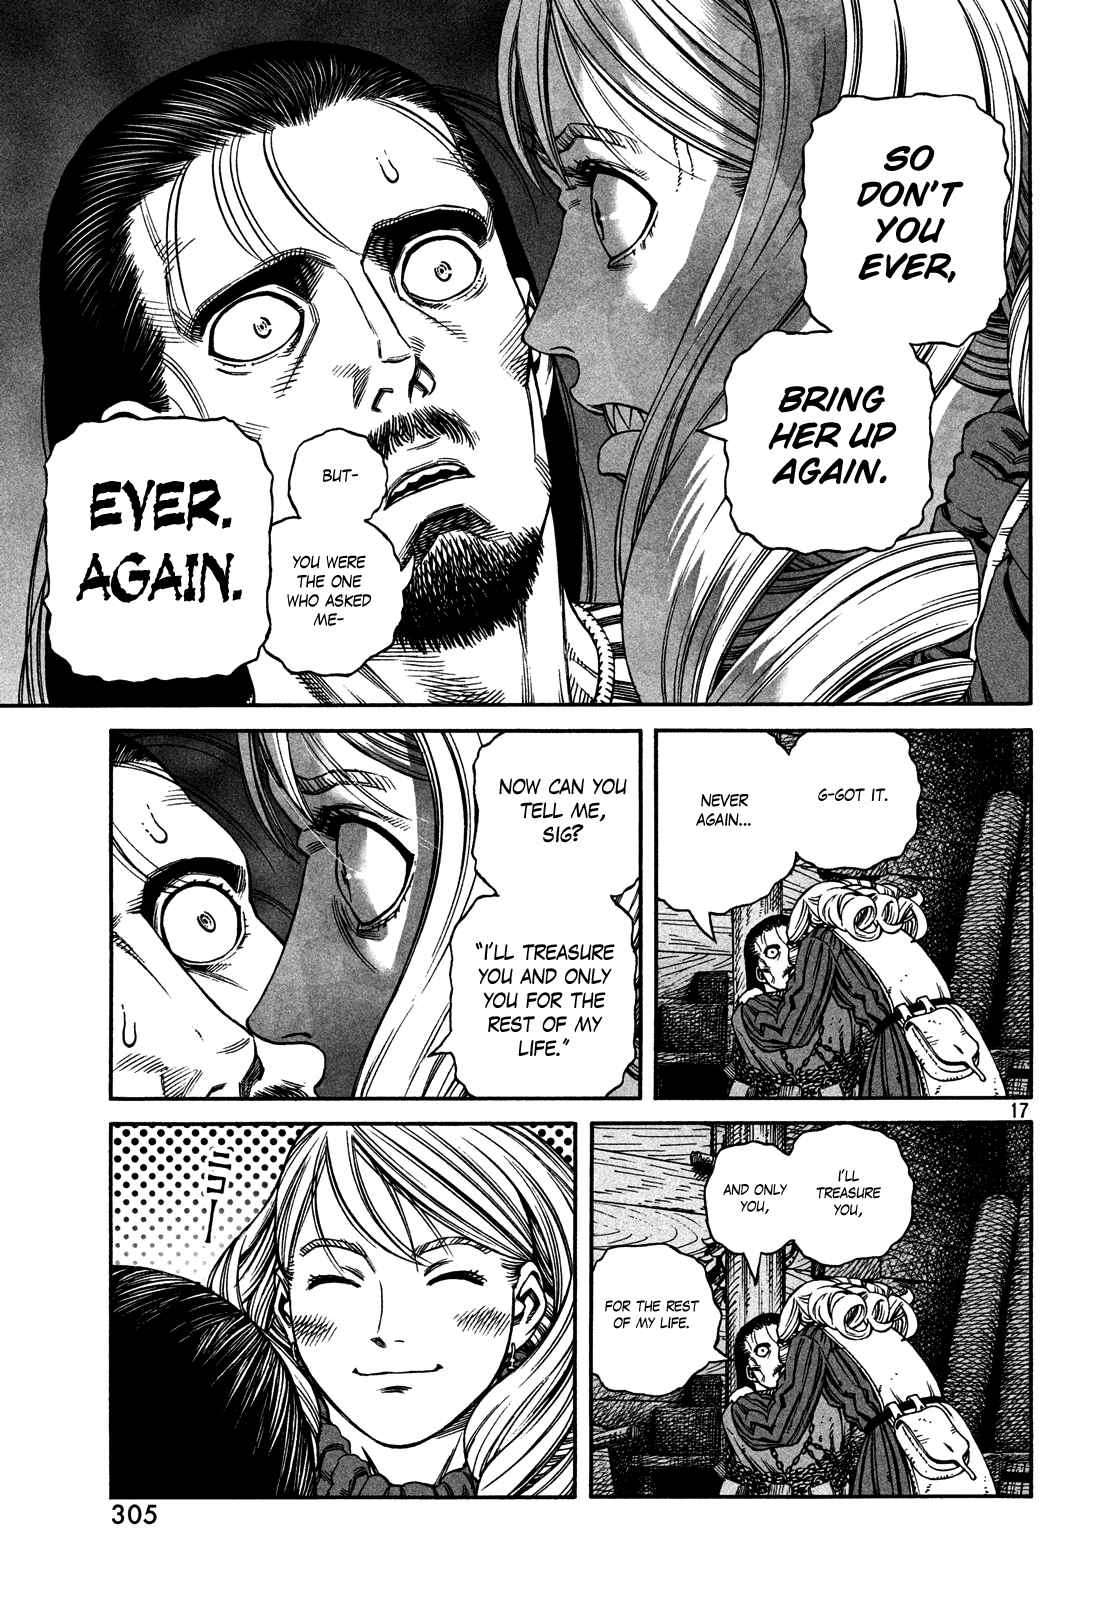 SO
DON'T
YOU
EVER,
BRING
HER UP
AGAIN.
BUT-
YOU WERE
THE ONE
WHO ASKED
ME-
EVER.
AGAIN.
G-GOT IT.
NEVER
AGAIN...
NOW CAN YOU
TELL ME,
SIG?
"I'LL TREASURE
YOU AND ONLY
YOU FOR THE
REST OF MY
LIFE."
17
I'LL
TREASURE
YOU,
AND ONLY
YOU,
FOR THE REST
OF MY LIFE.
305